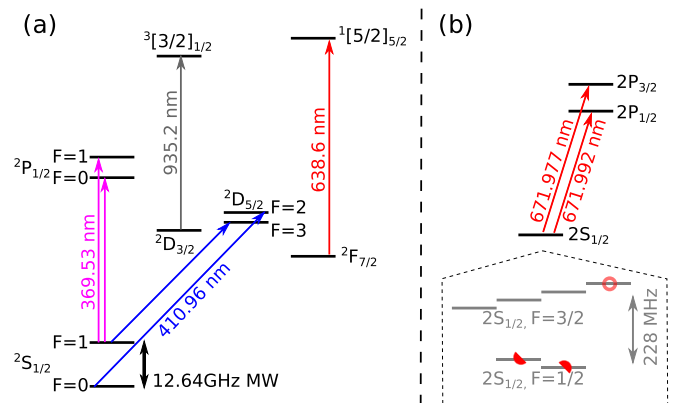 (a)
(b)
³[3/2]₁/₂
¹[5/2]₅/₂
935.2 nm
638.6 nm
2P₃/₂
2P₁/₂
671.977 nm
671.992 nm
2S₁/₂
F=1
²P₁/₂
F=0
369.53 nm
²D₅/₂
F=2
F=3
²D₃/₂
²F₇/₂
410.96 nm
F=1
²S₁/₂
F=0
12.64GHz MW
2S₁/₂, F=3/2
228 MHz
2S₁/₂, F=1/2